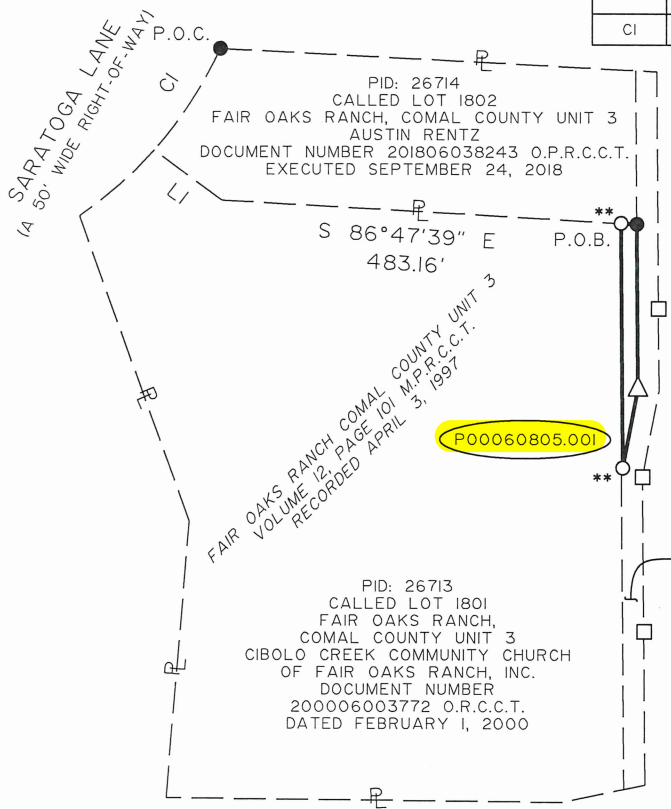 C1
P.O.C.
SARATOGA LANE
(A 50' WIDE RIGHT-OF-WAY)
C1
PL
PID: 26714
CALLED LOT 1802
FAIR OAKS RANCH, COMAL COUNTY UNIT 3
AUSTIN RENTZ
DOCUMENT NUMBER 201806038243 O.P.R.C.C.T.
EXECUTED SEPTEMBER 24, 2018
L1
PL
**
S 86°47'39" E
483.16'
P.O.B.
FAIR OAKS RANCH COMAL COUNTY UNIT 3
VOLUME 12, PAGE 101 M.P.R.C.C.T.
RECORDED APRIL 3, 1997
PL
P00060805.001
**
PID: 26713
CALLED LOT 1801
FAIR OAKS RANCH,
COMAL COUNTY UNIT 3
CIBOLO CREEK COMMUNITY CHURCH
OF FAIR OAKS RANCH, INC.
DOCUMENT NUMBER
200006003772 O.R.C.C.T.
DATED FEBRUARY 1, 2000
PL
PL